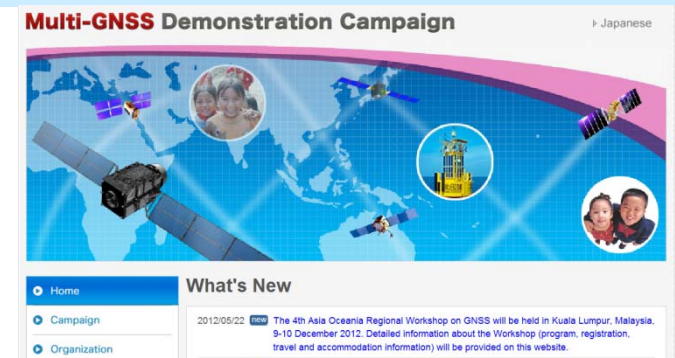 Multi-GNSS Demonstration Campaign
Japanese
Home
Campaign
Organization
What's New
2012/05/22 new The 4th Asia Oceania Regional Workshop on GNSS will be held in Kuala Lumpur, Malaysia,
9-10 December 2012. Detailed information about the Workshop (program, registration,
travel and accommodation information) will be provided on this website.